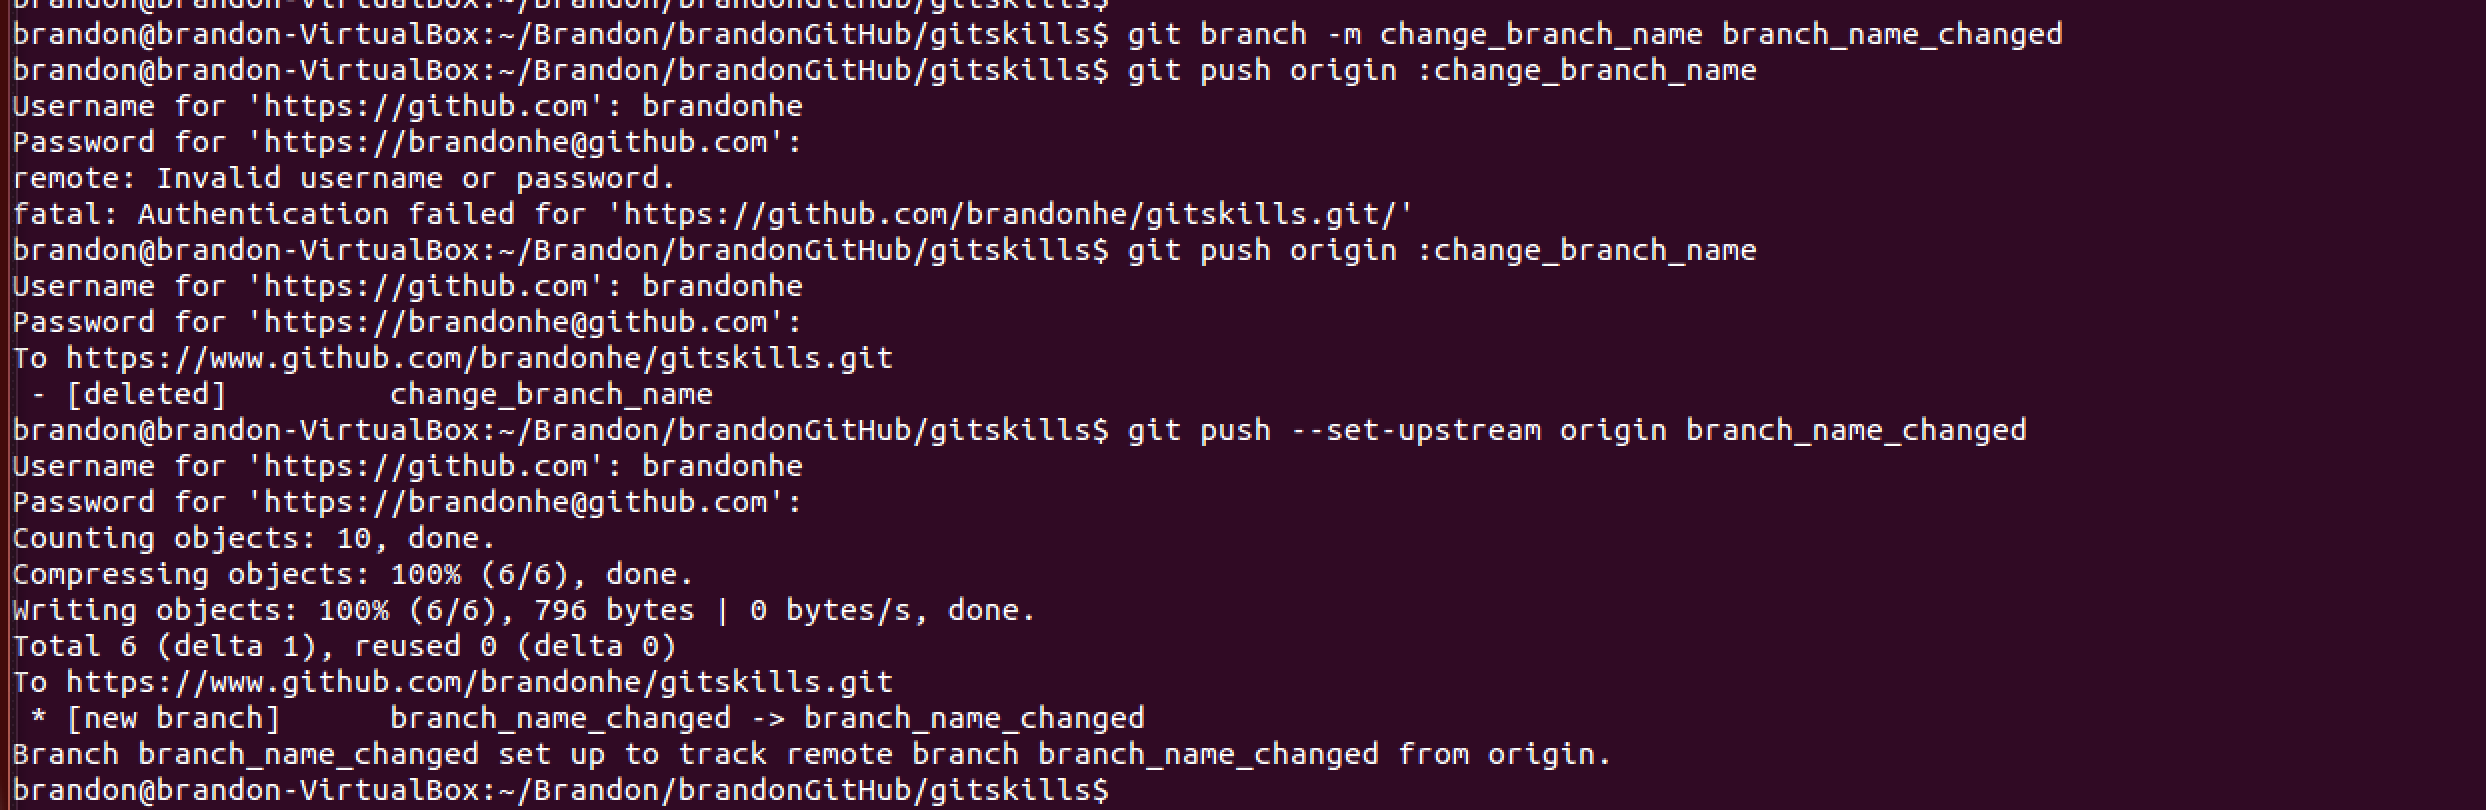 brandon@brandon-VirtualBox:~/Brandon/brandonGitHub/gitskills$
brandon@brandon-VirtualBox:~/Brandon/brandonGitHub/gitskills$ git branch -m change_branch_name branch_name_changed
brandon@brandon-VirtualBox:~/Brandon/brandonGitHub/gitskills$ git push origin :change_branch_name
Username for 'https://github.com': brandonhe
Password for 'https://brandonhe@github.com':
remote: Invalid username or password.
fatal: Authentication failed for 'https://github.com/brandonhe/gitskills.git/'
brandon@brandon-VirtualBox:~/Brandon/brandonGitHub/gitskills$ git push origin :change_branch_name
Username for 'https://github.com': brandonhe
Password for 'https://brandonhe@github.com':
To https://www.github.com/brandonhe/gitskills.git
 - [deleted]         change_branch_name
brandon@brandon-VirtualBox:~/Brandon/brandonGitHub/gitskills$ git push --set-upstream origin branch_name_changed
Username for 'https://github.com': brandonhe
Password for 'https://brandonhe@github.com':
Counting objects: 10, done.
Compressing objects: 100% (6/6), done.
Writing objects: 100% (6/6), 796 bytes | 0 bytes/s, done.
Total 6 (delta 1), reused 0 (delta 0)
To https://www.github.com/brandonhe/gitskills.git
 * [new branch]      branch_name_changed -> branch_name_changed
Branch branch_name_changed set up to track remote branch branch_name_changed from origin.
brandon@brandon-VirtualBox:~/Brandon/brandonGitHub/gitskills$